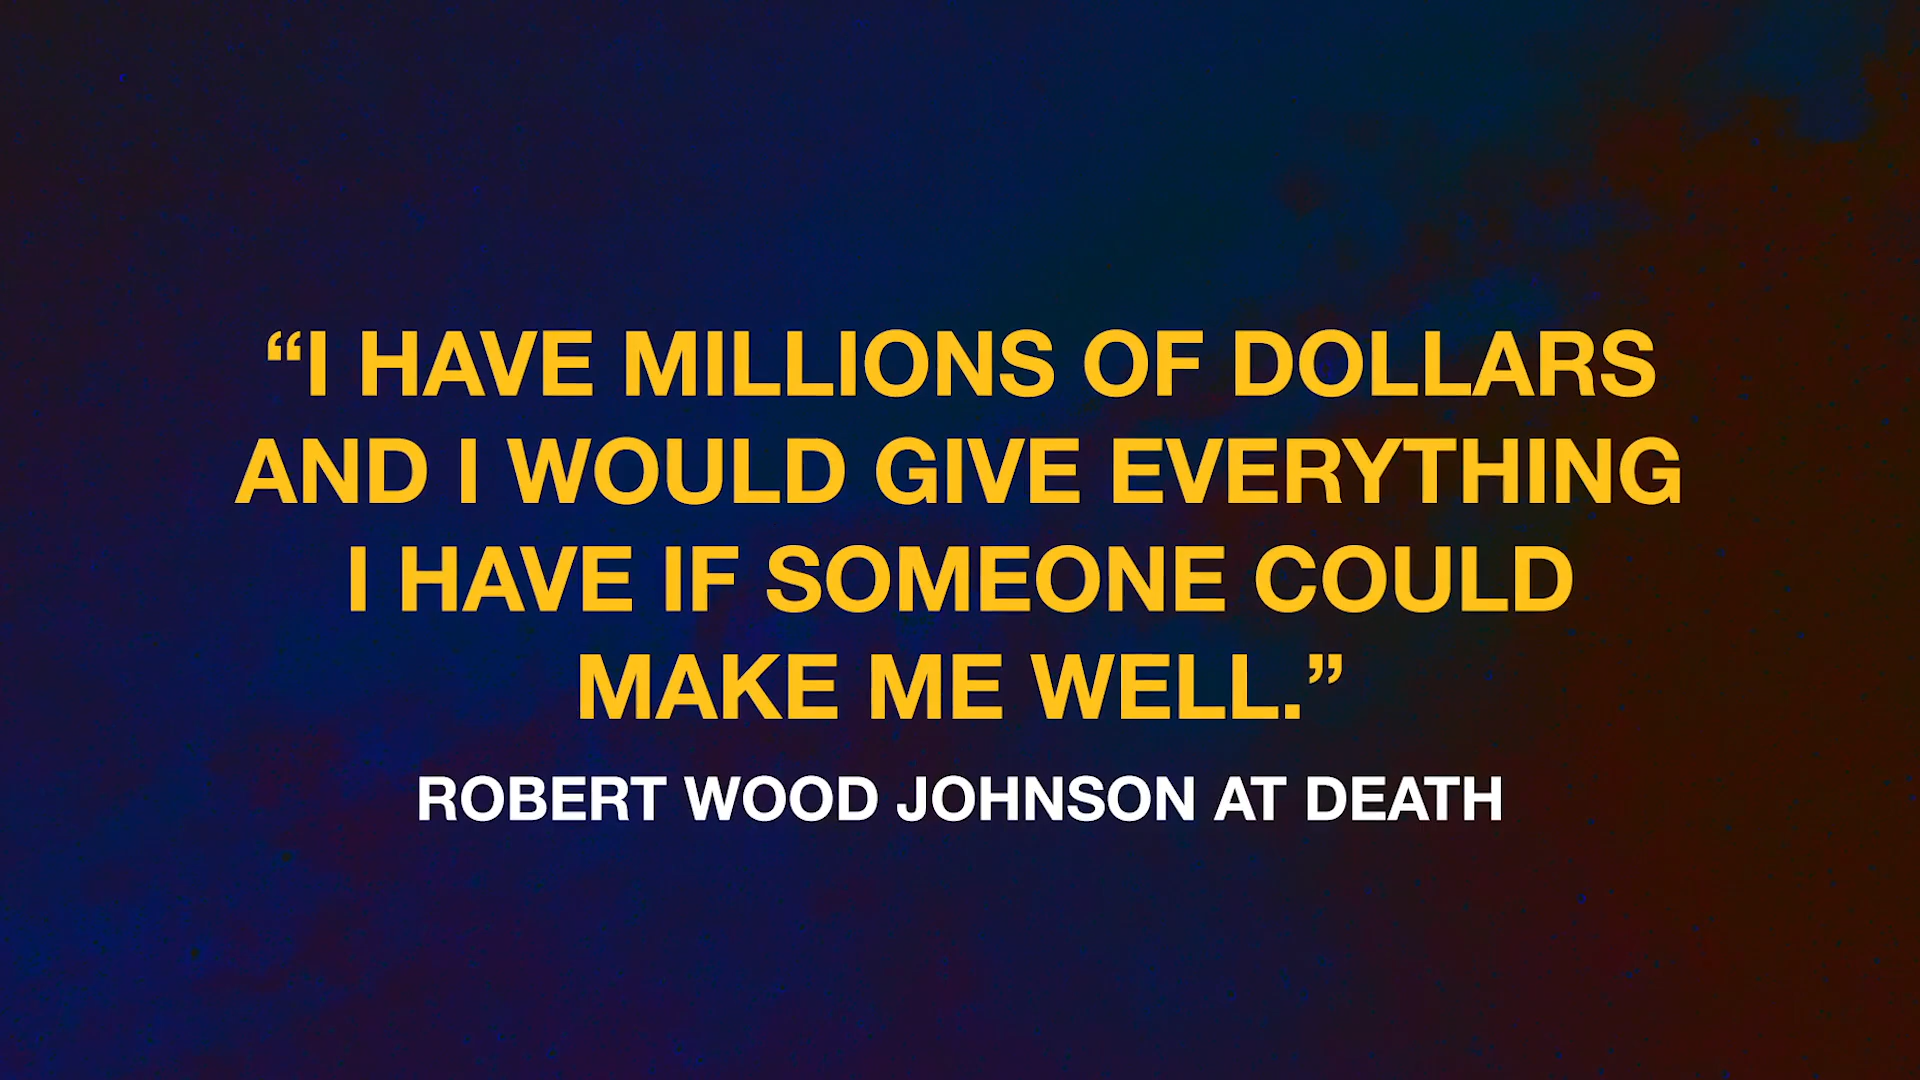 “I HAVE MILLIONS OF DOLLARS
AND I WOULD GIVE EVERYTHING
I HAVE IF SOMEONE COULD
MAKE ME WELL.”
ROBERT WOOD JOHNSON AT DEATH